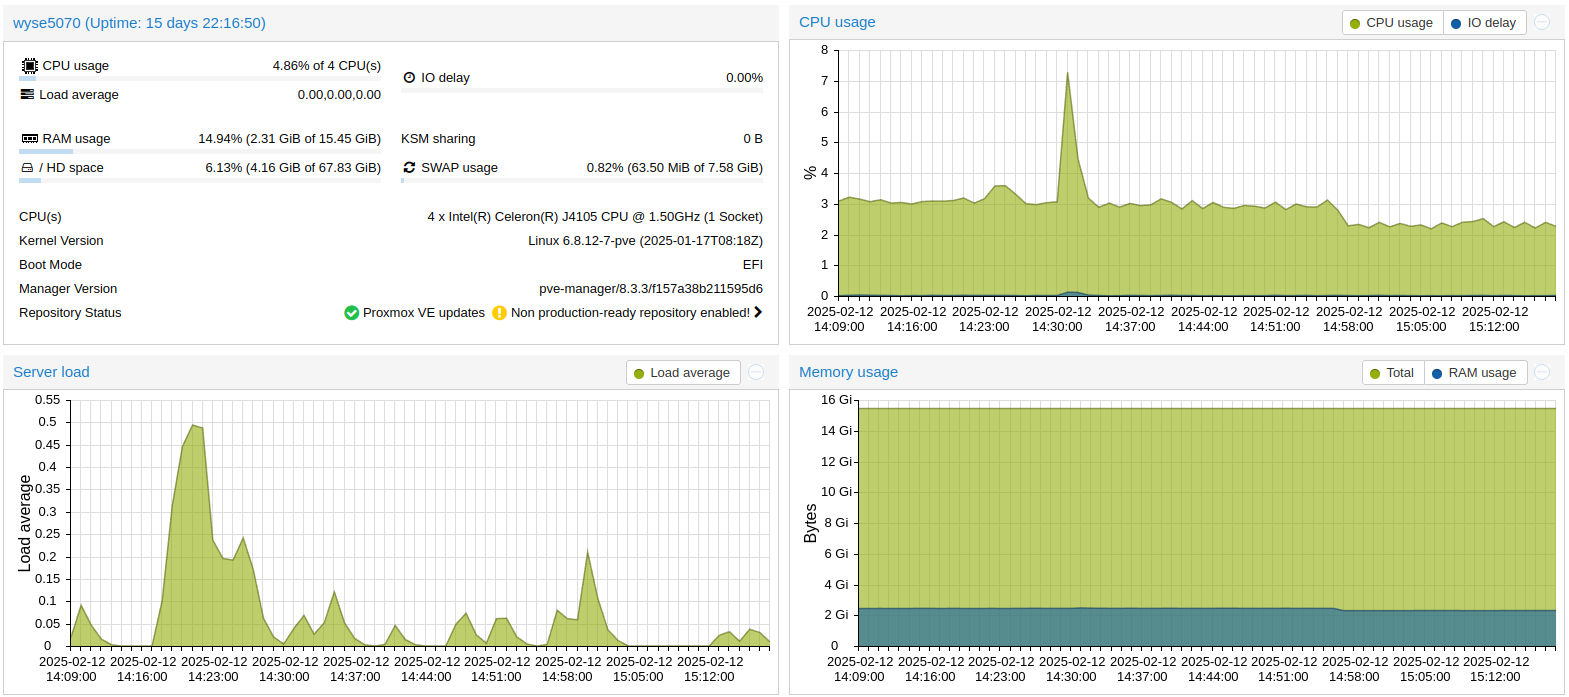 wyse5070 (Uptime: 15 days 22:16:50)
CPU usage 4.86% of 4 CPU(s)
IO delay 0.00%
Load average 0.00,0.00,0.00
RAM usage 14.94% (2.31 GiB of 15.45 GiB)
KSM sharing 0 B
/ HD space 6.13% (4.16 GiB of 67.83 GiB)
SWAP usage 0.82% (63.50 MiB of 7.58 GiB)
CPU(s) 4 x Intel(R) Celeron(R) J4105 CPU @ 1.50GHz (1 Socket)
Kernel Version Linux 6.8.12-7-pve (2025-01-17T08:18Z)
Boot Mode EFI
Manager Version pve-manager/8.3.3/f157a38b211595d6
Repository Status Proxmox VE updates Non production-ready repository enabled!
CPU usage
CPU usage IO delay
8
7
6
5
4
3
2
1
0
%
2025-02-12 2025-02-12 2025-02-12 2025-02-12 2025-02-12 2025-02-12 2025-02-12 2025-02-12 2025-02-12 2025-02-12
14:09:00 14:16:00 14:23:00 14:30:00 14:37:00 14:44:00 14:51:00 14:58:00 15:05:00 15:12:00
Server load
Load average
0.55
0.5
0.45
0.4
0.35
0.3
0.25
0.2
0.15
0.1
0.05
0
Load average
2025-02-12 2025-02-12 2025-02-12 2025-02-12 2025-02-12 2025-02-12 2025-02-12 2025-02-12 2025-02-12 2025-02-12
14:09:00 14:16:00 14:23:00 14:30:00 14:37:00 14:44:00 14:51:00 14:58:00 15:05:00 15:12:00
Memory usage
Total RAM usage
16 Gi
14 Gi
12 Gi
10 Gi
8 Gi
6 Gi
4 Gi
2 Gi
0
Bytes
2025-02-12 2025-02-12 2025-02-12 2025-02-12 2025-02-12 2025-02-12 2025-02-12 2025-02-12 2025-02-12 2025-02-12
14:09:00 14:16:00 14:23:00 14:30:00 14:37:00 14:44:00 14:51:00 14:58:00 15:05:00 15:12:00